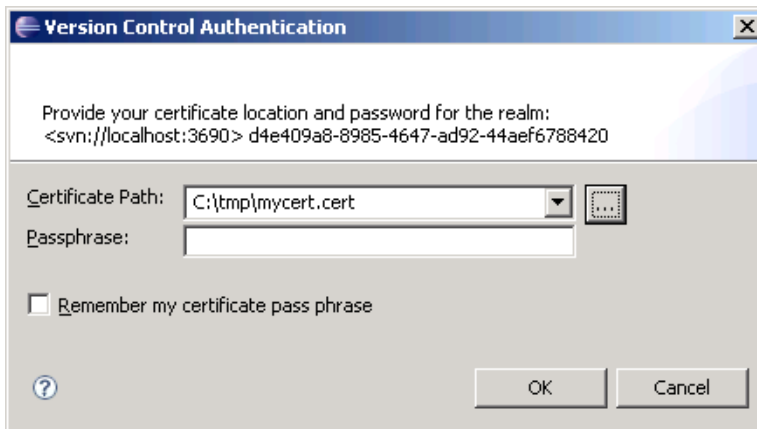 Version Control Authentication
Provide your certificate location and password for the realm:
<svn://localhost:3690> d4e409a8-8985-4647-ad92-44aef6788420
Certificate Path: C:\tmp\mycert.cert ...
Passphrase:
Remember my certificate pass phrase
? OK Cancel